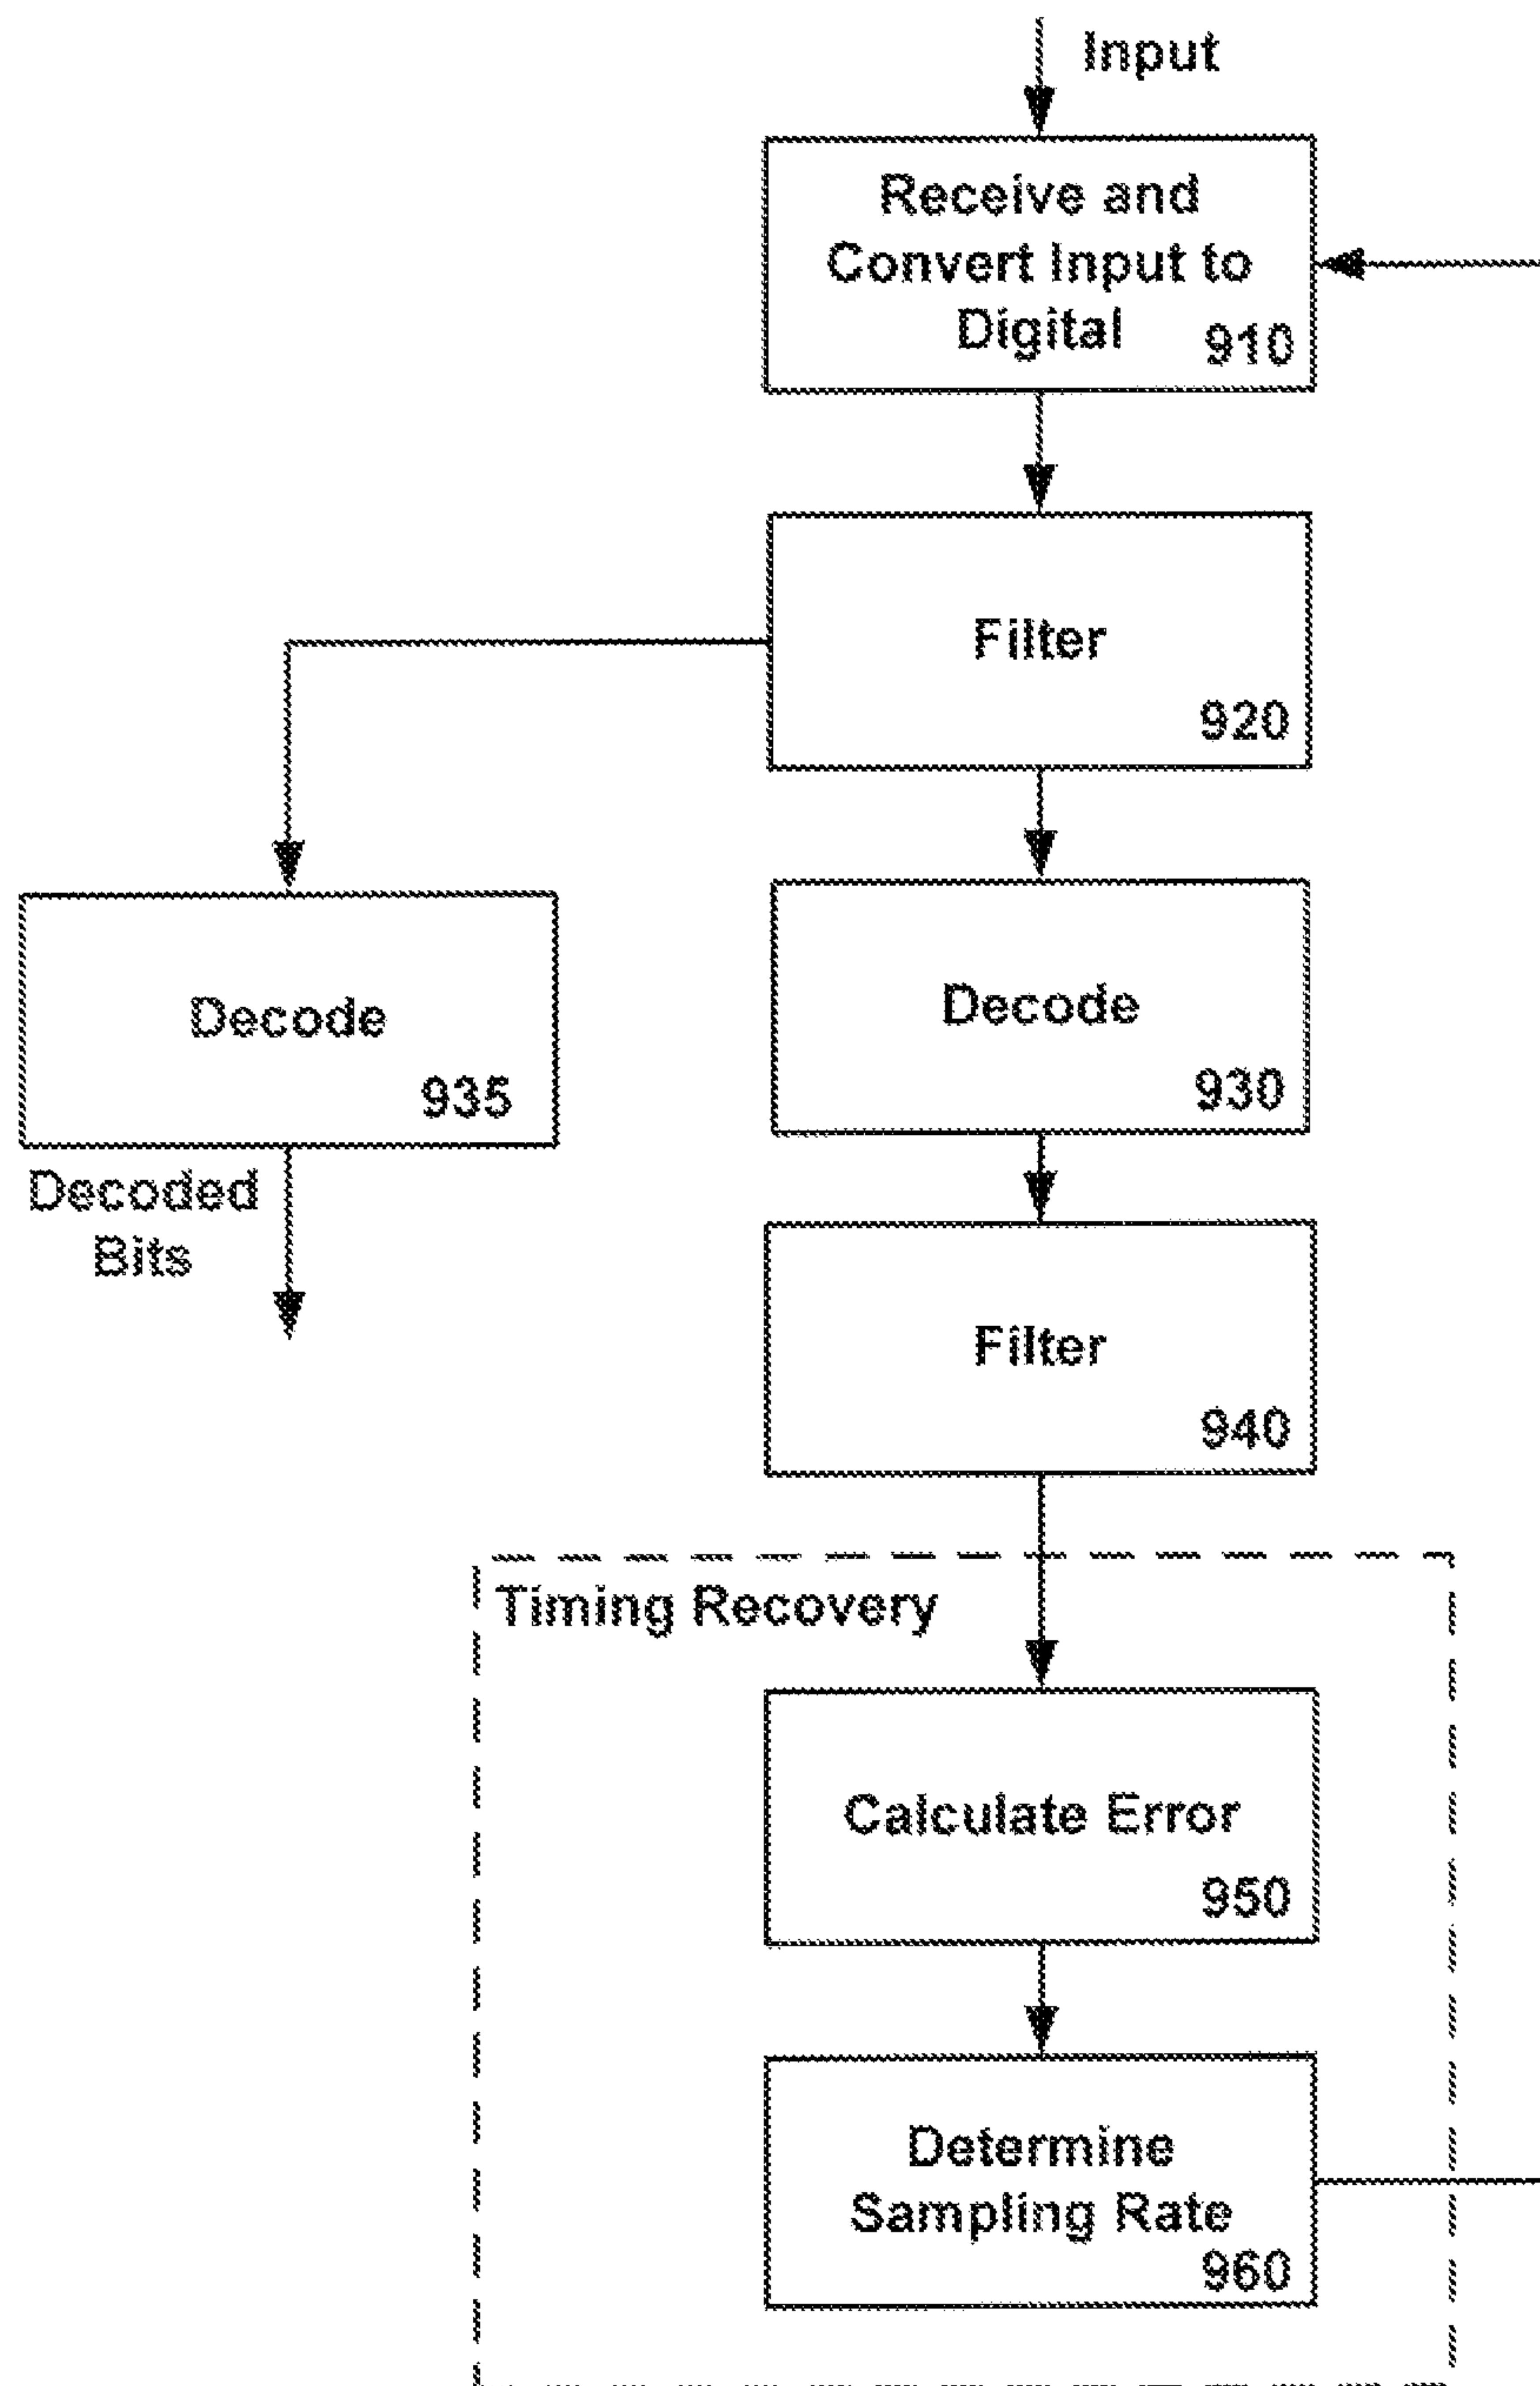 Input
Receive and
Convert Input to
Digital
910
Filter
920
Decode
935
Decode
930
Decoded
Bits
Filter
940
Timing Recovery
Calculate Error
950
Determine
Sampling Rate
960